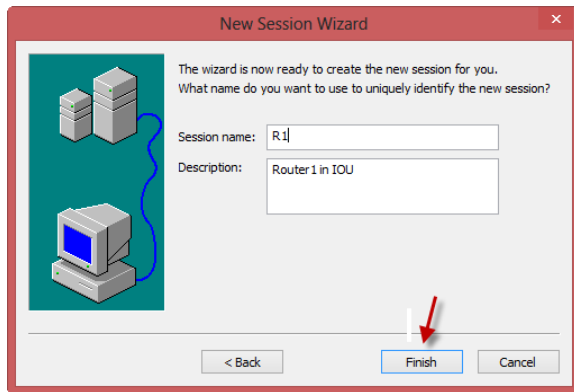 New Session Wizard
The wizard is now ready to create the new session for you.
What name do you want to use to uniquely identify the new session?
Session name: R1
Description: Router1 in IOU
< Back Finish Cancel